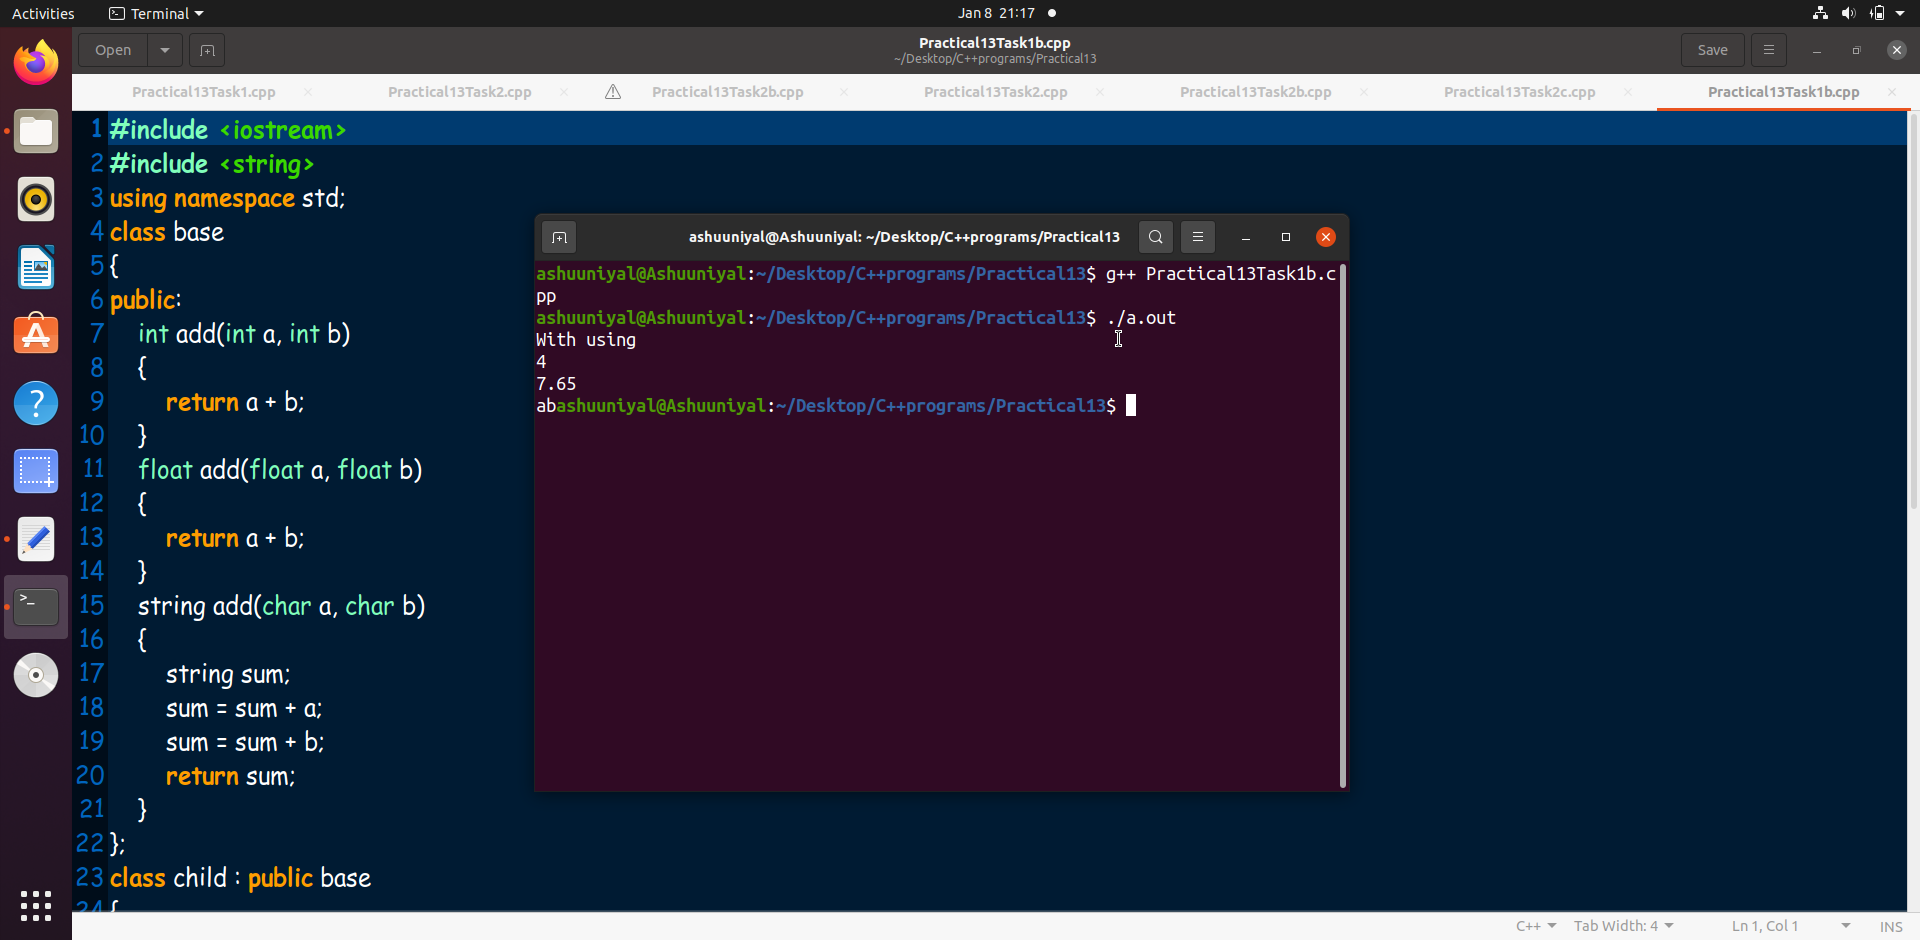 Activities
Terminal
Jan 8 21:17
Open
Practical13Task1b.cpp
~/Desktop/C++programs/Practical13
Save
Practical13Task1.cpp
Practical13Task2.cpp
Practical13Task2b.cpp
Practical13Task2.cpp
Practical13Task2b.cpp
Practical13Task2c.cpp
Practical13Task1b.cpp
1 #include <iostream>
2 #include <string>
3 using namespace std;
4 class base
5 {
6 public:
7 int add(int a, int b)
8 {
9 return a + b;
10 }
11 float add(float a, float b)
12 {
13 return a + b;
14 }
15 string add(char a, char b)
16 {
17 string sum;
18 sum = sum + a;
19 sum = sum + b;
20 return sum;
21 }
22 };
23 class child : public base
24 {
ashuuniyal@Ashuuniyal: ~/Desktop/C++programs/Practical13
ashuuniyal@Ashuuniyal:~/Desktop/C++programs/Practical13$ g++ Practical13Task1b.c
pp
ashuuniyal@Ashuuniyal:~/Desktop/C++programs/Practical13$ ./a.out
With using
4
7.65
abashuuniyal@Ashuuniyal:~/Desktop/C++programs/Practical13$
C++
Tab Width: 4
Ln 1, Col 1
INS